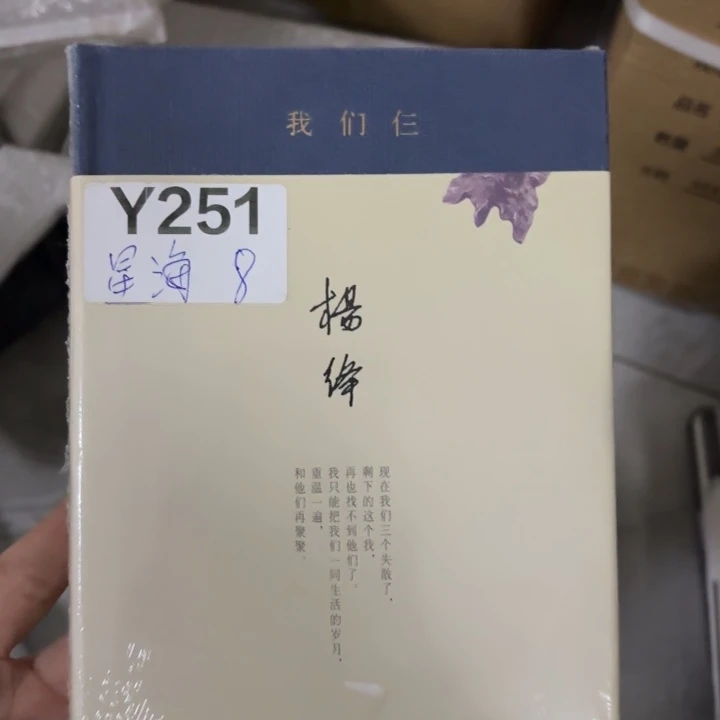 我们仨
Y251
星海 8
杨绛
现在我们三个失散了，
剩下的这个我，
再也找不到他们了。
我只能把我们一同生活的岁月，
重温一遍，
和他们再聚聚。